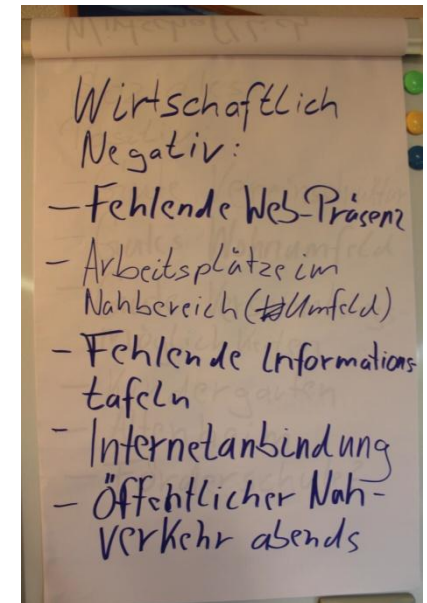 Wirtschaftlich
Negativ:
- Fehlende Web-Präsenz
- Arbeitsplätze im
Nahbereich (Umfeld)
- Fehlende Informations-
tafeln
- Internetanbindung
- Öffentlicher Nah-
verkehr abends